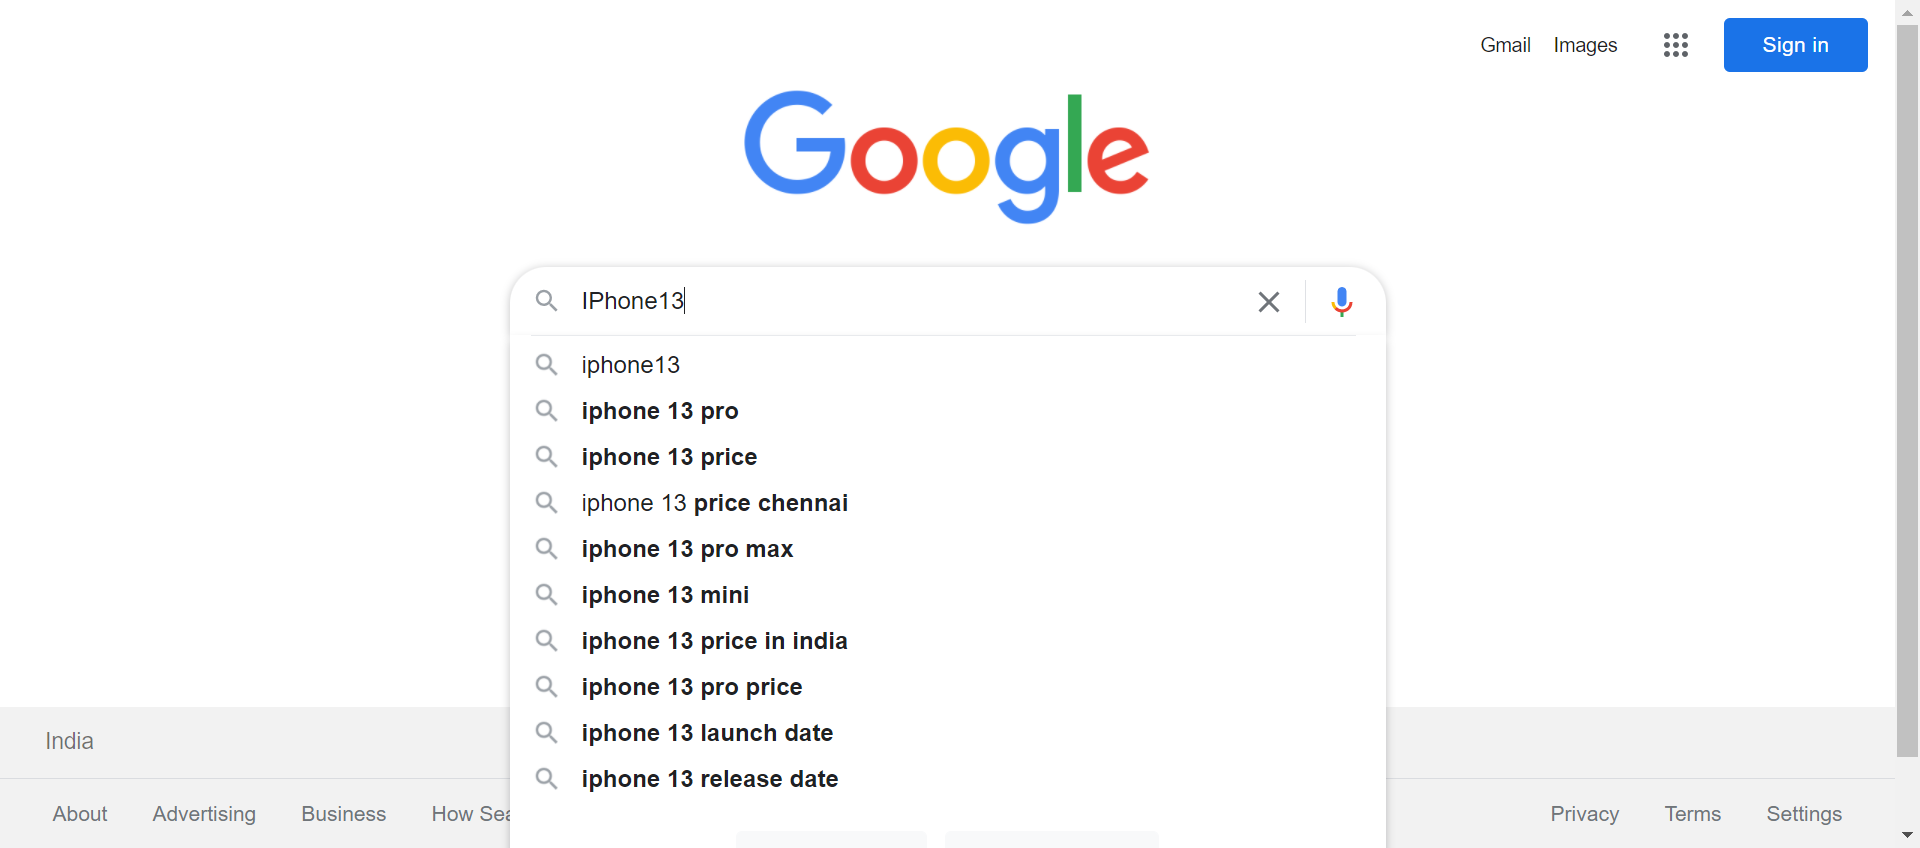 Gmail Images Sign in
Google
IPhone13
iphone13
iphone 13 pro
iphone 13 price
iphone 13 price chennai
iphone 13 pro max
iphone 13 mini
iphone 13 price in india
iphone 13 pro price
iphone 13 launch date
iphone 13 release date
India
About Advertising Business How Privacy Terms Settings